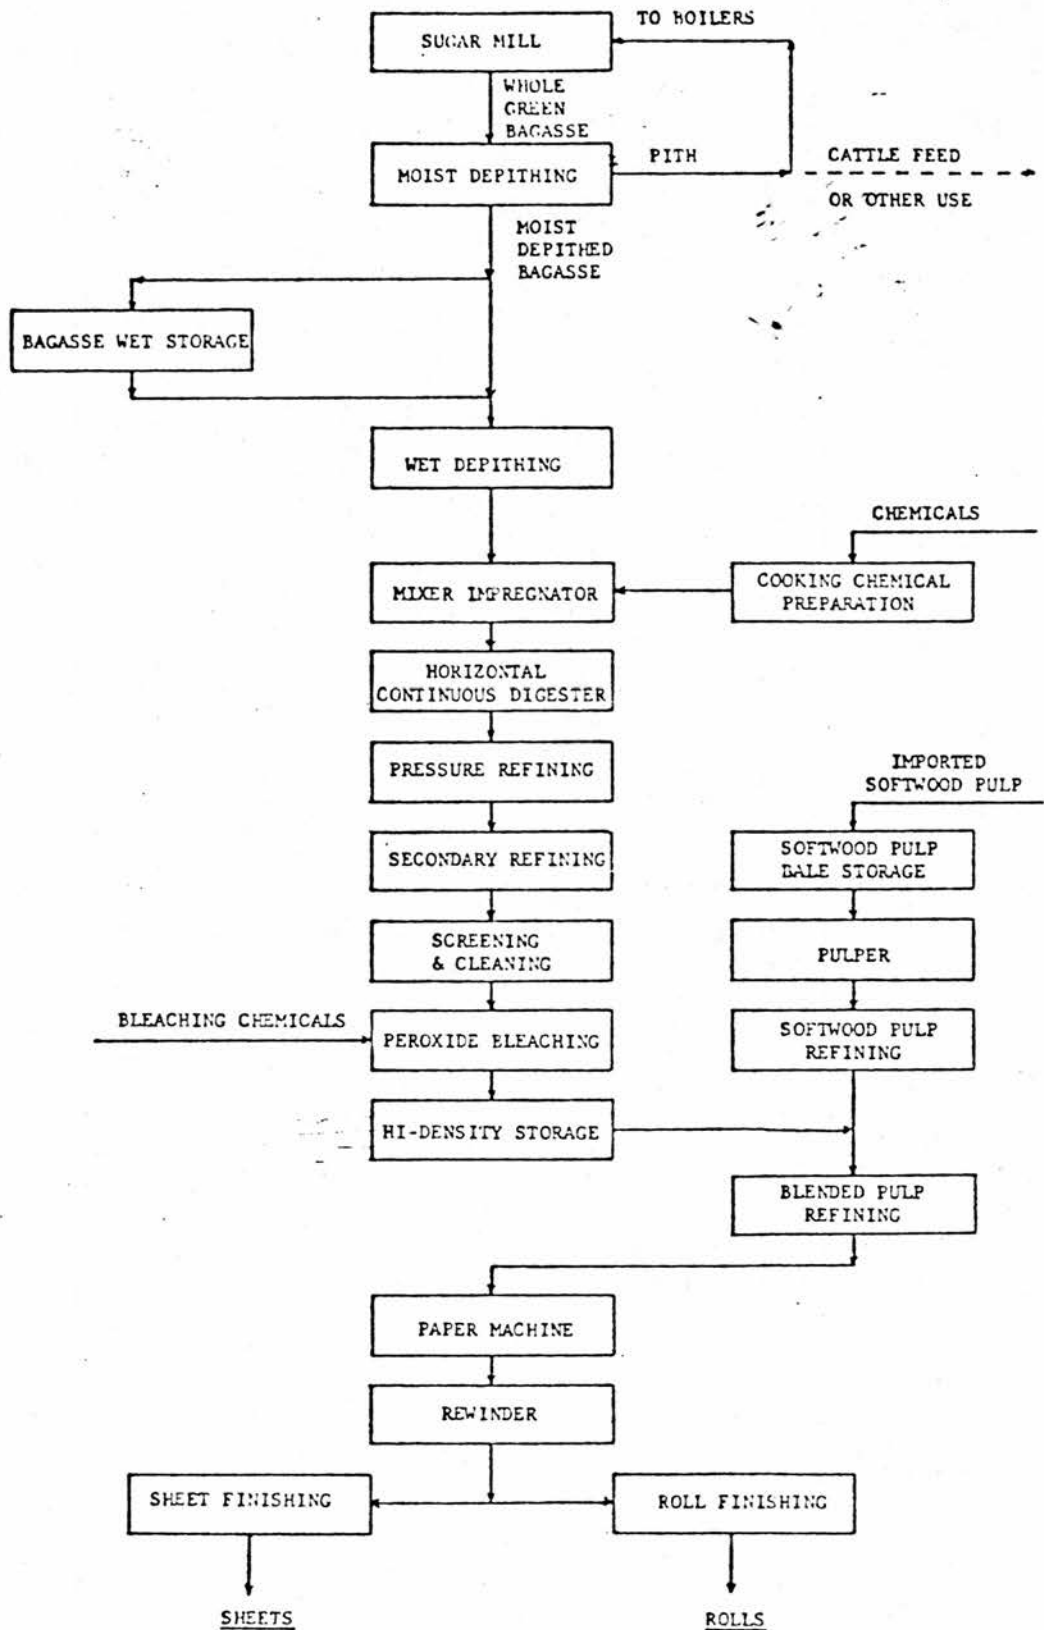 TO BOILERS
SUGAR MILL
WHOLE
GREEN
BAGASSE
MOIST DEPITHING
PITH
CATTLE FEED
OR OTHER USE
MOIST
DEPITHED
BAGASSE
BAGASSE WET STORAGE
WET DEPITHING
CHEMICALS
MIXER IMPREGNATOR
COOKING CHEMICAL
PREPARATION
HORIZONTAL
CONTINUOUS DIGESTER
PRESSURE REFINING
IMPORTED
SOFTWOOD PULP
SECONDARY REFINING
SOFTWOOD PULP
BALE STORAGE
SCREENING
& CLEANING
PULPER
BLEACHING CHEMICALS
PEROXIDE BLEACHING
SOFTWOOD PULP
REFINING
HI-DENSITY STORAGE
BLENDED PULP
REFINING
PAPER MACHINE
REWINDER
SHEET FINISHING
ROLL FINISHING
SHEETS
ROLLS